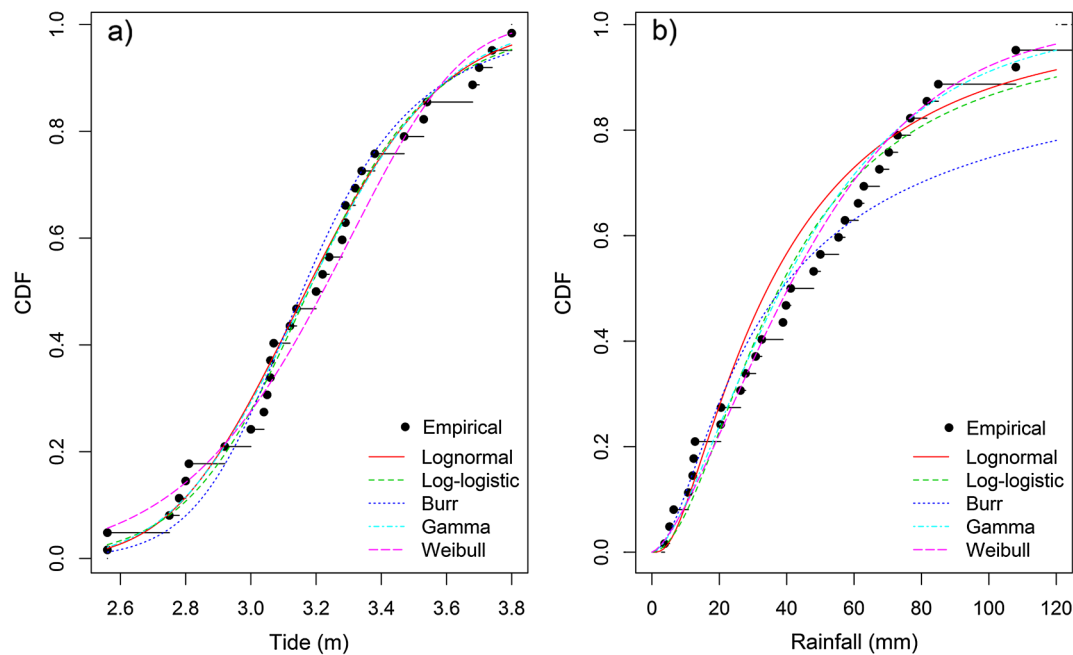 a)
CDF
1.0
0.8
0.6
0.4
0.2
0.0
Empirical
Lognormal
Log-logistic
Burr
Gamma
Weibull
2.6 2.8 3.0 3.2 3.4 3.6 3.8
Tide (m)
b)
CDF
1.0
0.8
0.6
0.4
0.2
0.0
Empirical
Lognormal
Log-logistic
Burr
Gamma
Weibull
0 20 40 60 80 100 120
Rainfall (mm)